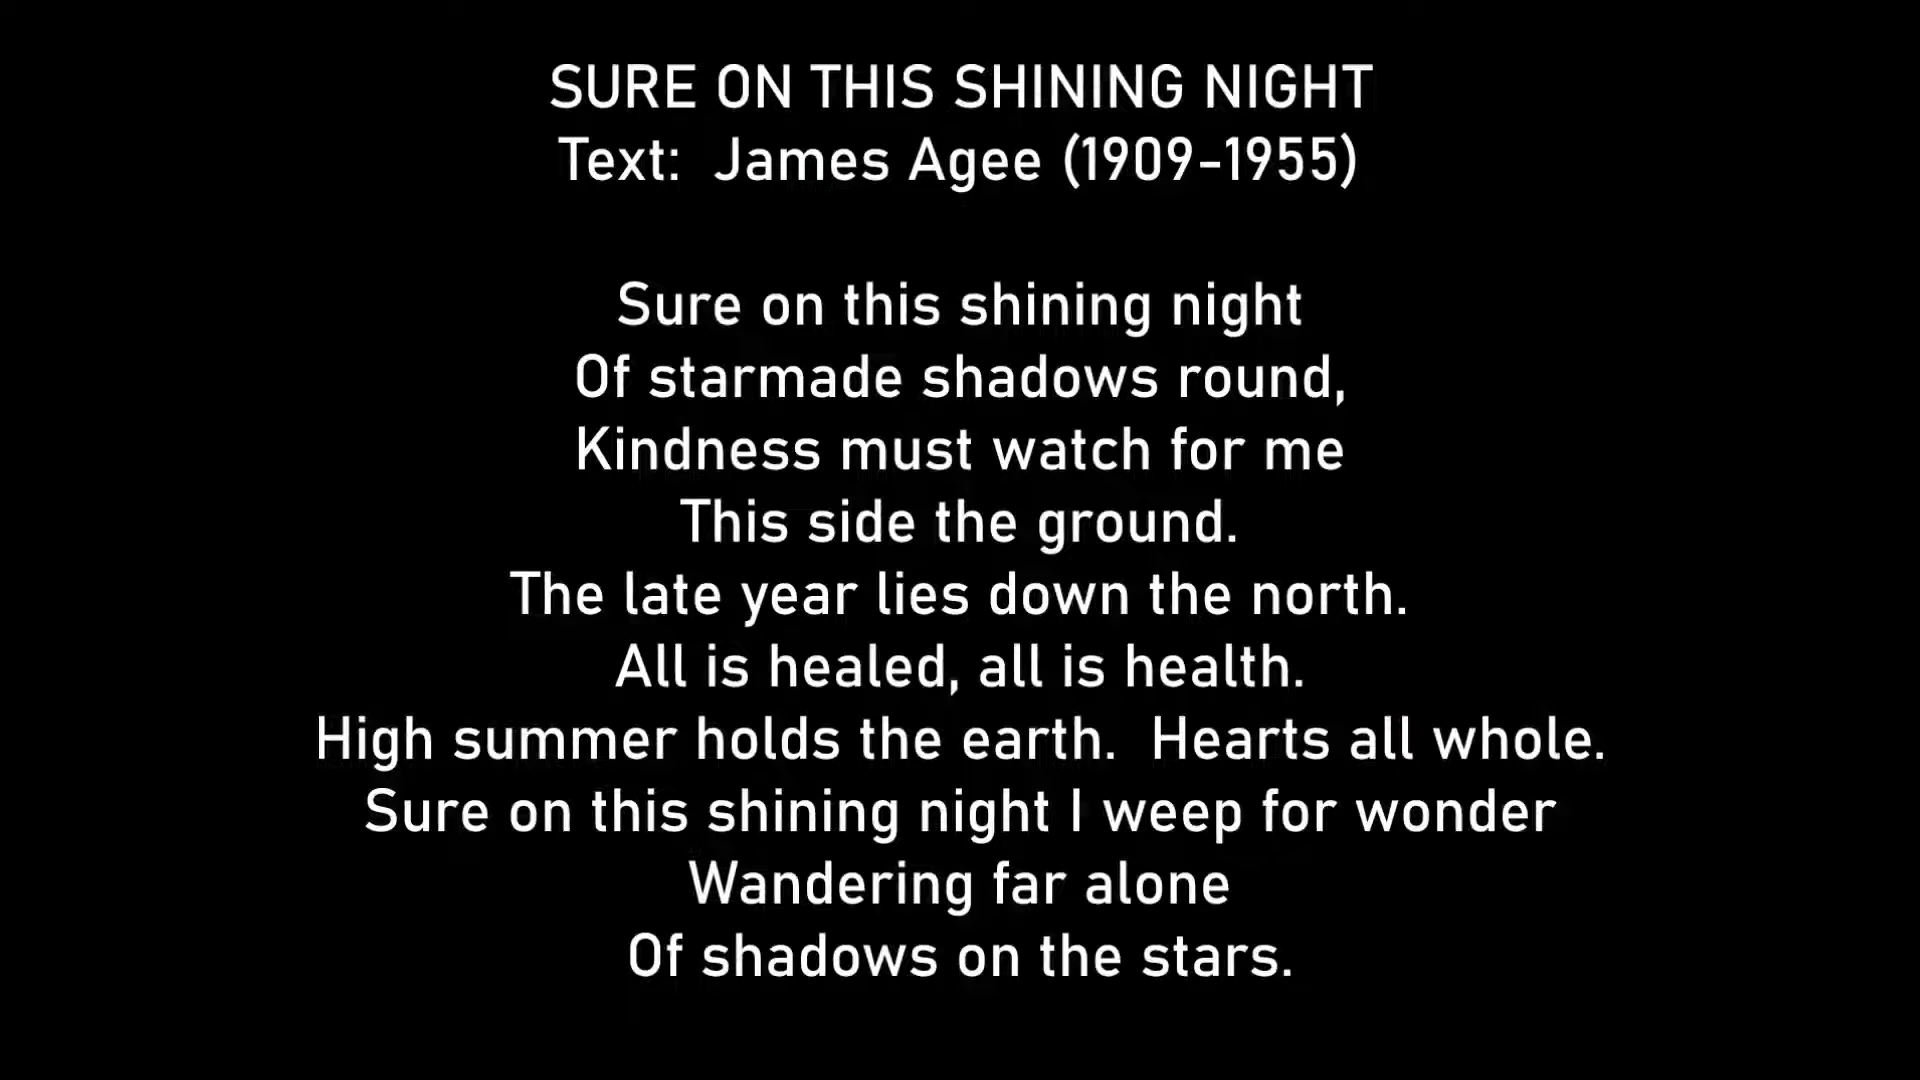 SURE ON THIS SHINING NIGHT
Text:  James Agee (1909-1955)
Sure on this shining night
Of starmade shadows round,
Kindness must watch for me
This side the ground.
The late year lies down the north.
All is healed, all is health.
High summer holds the earth.  Hearts all whole.
Sure on this shining night I weep for wonder
Wandering far alone
Of shadows on the stars.